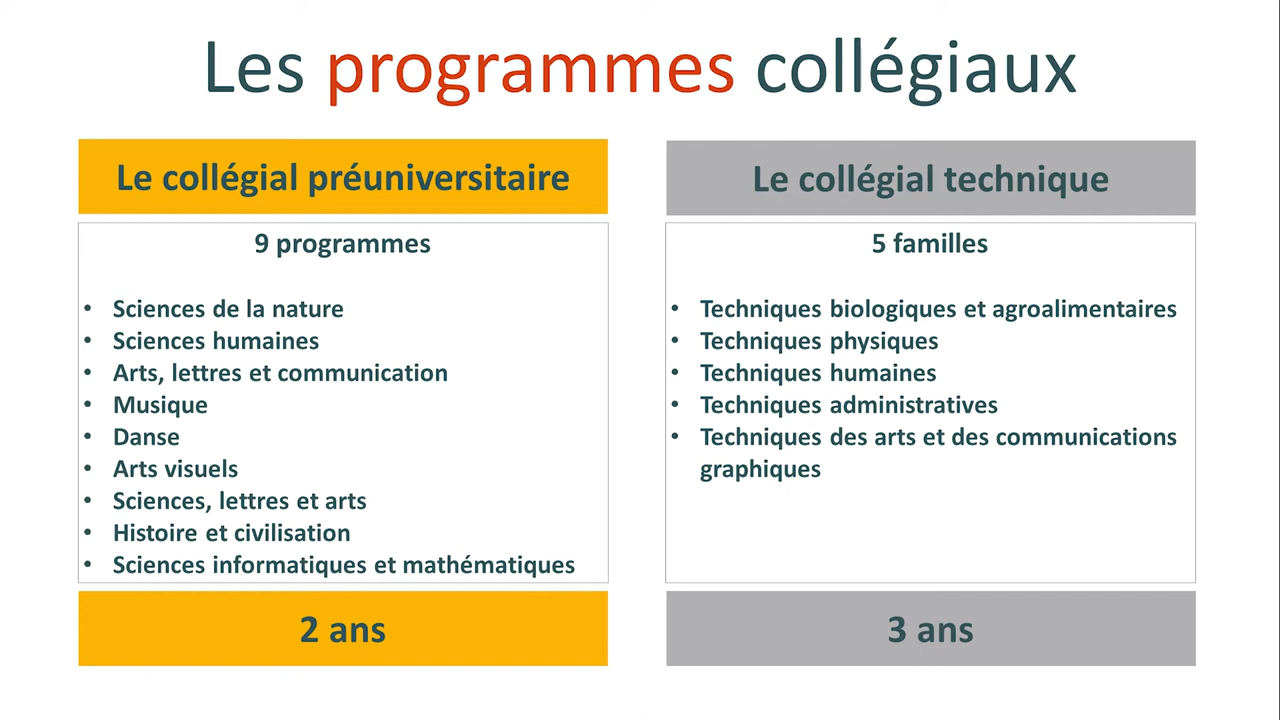 Les programmes collégiaux
Le collégial préuniversitaire
9 programmes
• Sciences de la nature
• Sciences humaines
• Arts, lettres et communication
• Musique
• Danse
• Arts visuels
• Sciences, lettres et arts
• Histoire et civilisation
• Sciences informatiques et mathématiques
2 ans
Le collégial technique
5 familles
• Techniques biologiques et agroalimentaires
• Techniques physiques
• Techniques humaines
• Techniques administratives
• Techniques des arts et des communications
graphiques
3 ans